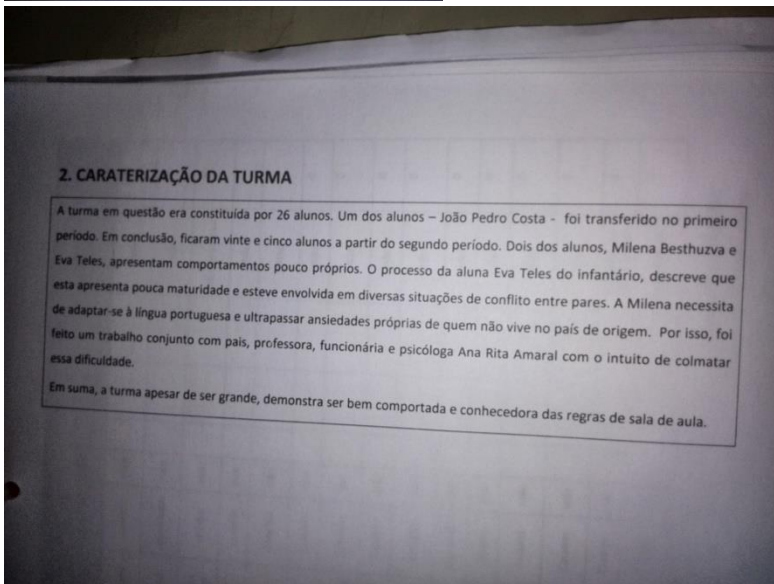 2. CARATERIZAÇÃO DA TURMA
A turma em questão era constituída por 26 alunos. Um dos alunos – João Pedro Costa - foi transferido no primeiro
período. Em conclusão, ficaram vinte e cinco alunos a partir do segundo período. Dois dos alunos, Milena Besthuzva e
Eva Teles, apresentam comportamentos pouco próprios. O processo da aluna Eva Teles do infantário, descreve que
esta apresenta pouca maturidade e esteve envolvida em diversas situações de conflito entre pares. A Milena necessita
de adaptar-se à língua portuguesa e ultrapassar ansiedades próprias de quem não vive no país de origem. Por isso, foi
feito um trabalho conjunto com pais, professora, funcionária e psicóloga Ana Rita Amaral com o intuito de colmatar
essa dificuldade.
Em suma, a turma apesar de ser grande, demonstra ser bem comportada e conhecedora das regras de sala de aula.